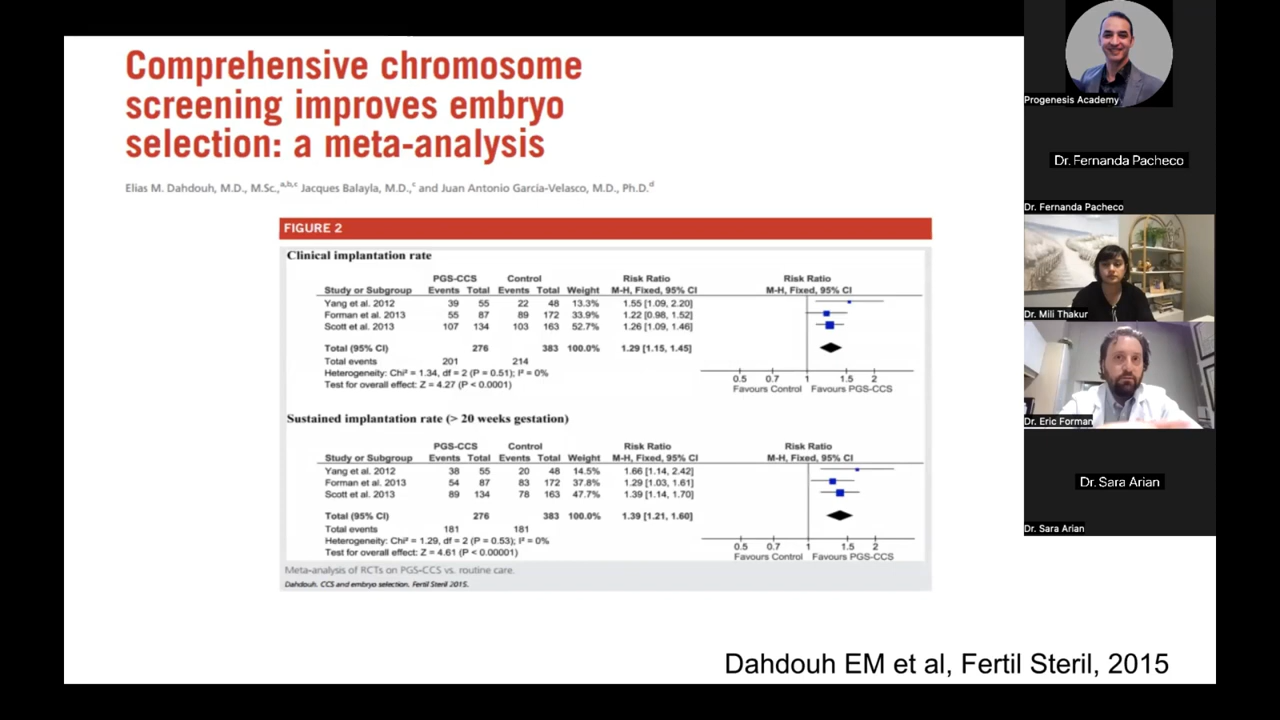 Comprehensive chromosome
screening improves embryo
selection: a meta-analysis
Elias M. Dahdouh, M.D., M.Sc.,a,b,c Jacques Balayla, M.D.,c and Juan Antonio García-Velasco, M.D., Ph.D.d
FIGURE 2
Clinical implantation rate
PGS-CCS Control Risk Ratio Risk Ratio
Study or Subgroup Events Total Events Total Weight M-H, Fixed, 95% CI M-H, Fixed, 95% CI
Yang et al. 2012 39 55 22 48 13.3% 1.55 [1.09, 2.20]
Forman et al. 2013 55 87 89 172 33.9% 1.22 [0.98, 1.52]
Scott et al. 2013 107 134 103 163 52.7% 1.26 [1.09, 1.46]
Total (95% CI) 276 383 100.0% 1.29 [1.15, 1.45]
Total events 201 214
Heterogeneity: Chi² = 1.34, df = 2 (P = 0.51); I² = 0%
Test for overall effect: Z = 4.27 (P < 0.0001)
0.5 0.7 1 1.5 2
Favours Control Favours PGS-CCS
Sustained implantation rate (> 20 weeks gestation)
PGS-CCS Control Risk Ratio Risk Ratio
Study or Subgroup Events Total Events Total Weight M-H, Fixed, 95% CI M-H, Fixed, 95% CI
Yang et al. 2012 38 55 20 48 14.5% 1.66 [1.14, 2.42]
Forman et al. 2013 54 87 83 172 37.8% 1.29 [1.03, 1.61]
Scott et al. 2013 89 134 78 163 47.7% 1.39 [1.14, 1.70]
Total (95% CI) 276 383 100.0% 1.39 [1.21, 1.60]
Total events 181 181
Heterogeneity: Chi² = 1.29, df = 2 (P = 0.53); I² = 0%
Test for overall effect: Z = 4.61 (P < 0.00001)
0.5 0.7 1 1.5 2
Favours Control Favours PGS-CCS
Meta-analysis of RCTs on PGS-CCS vs. routine care.
Dahdouh. CCS and embryo selection. Fertil Steril 2015.
Dahdouh EM et al, Fertil Steril, 2015
Progenesis Academy
Dr. Fernanda Pacheco
Dr. Fernanda Pacheco
Dr. Mili Thakur
Dr. Eric Forman
Dr. Sara Arian
Dr. Sara Arian